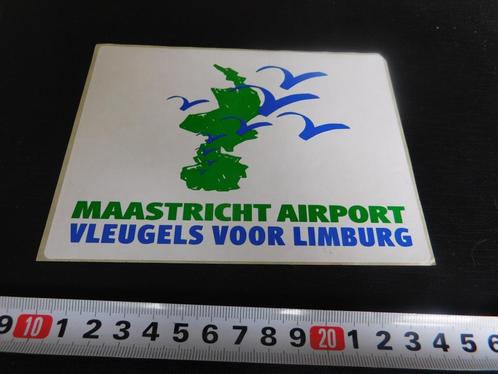 MAASTRICHT AIRPORT
VLEUGELS VOOR LIMBURG
9 10 1 2 3 4 5 6 7 8 9 20 1 2 3 4 5 6